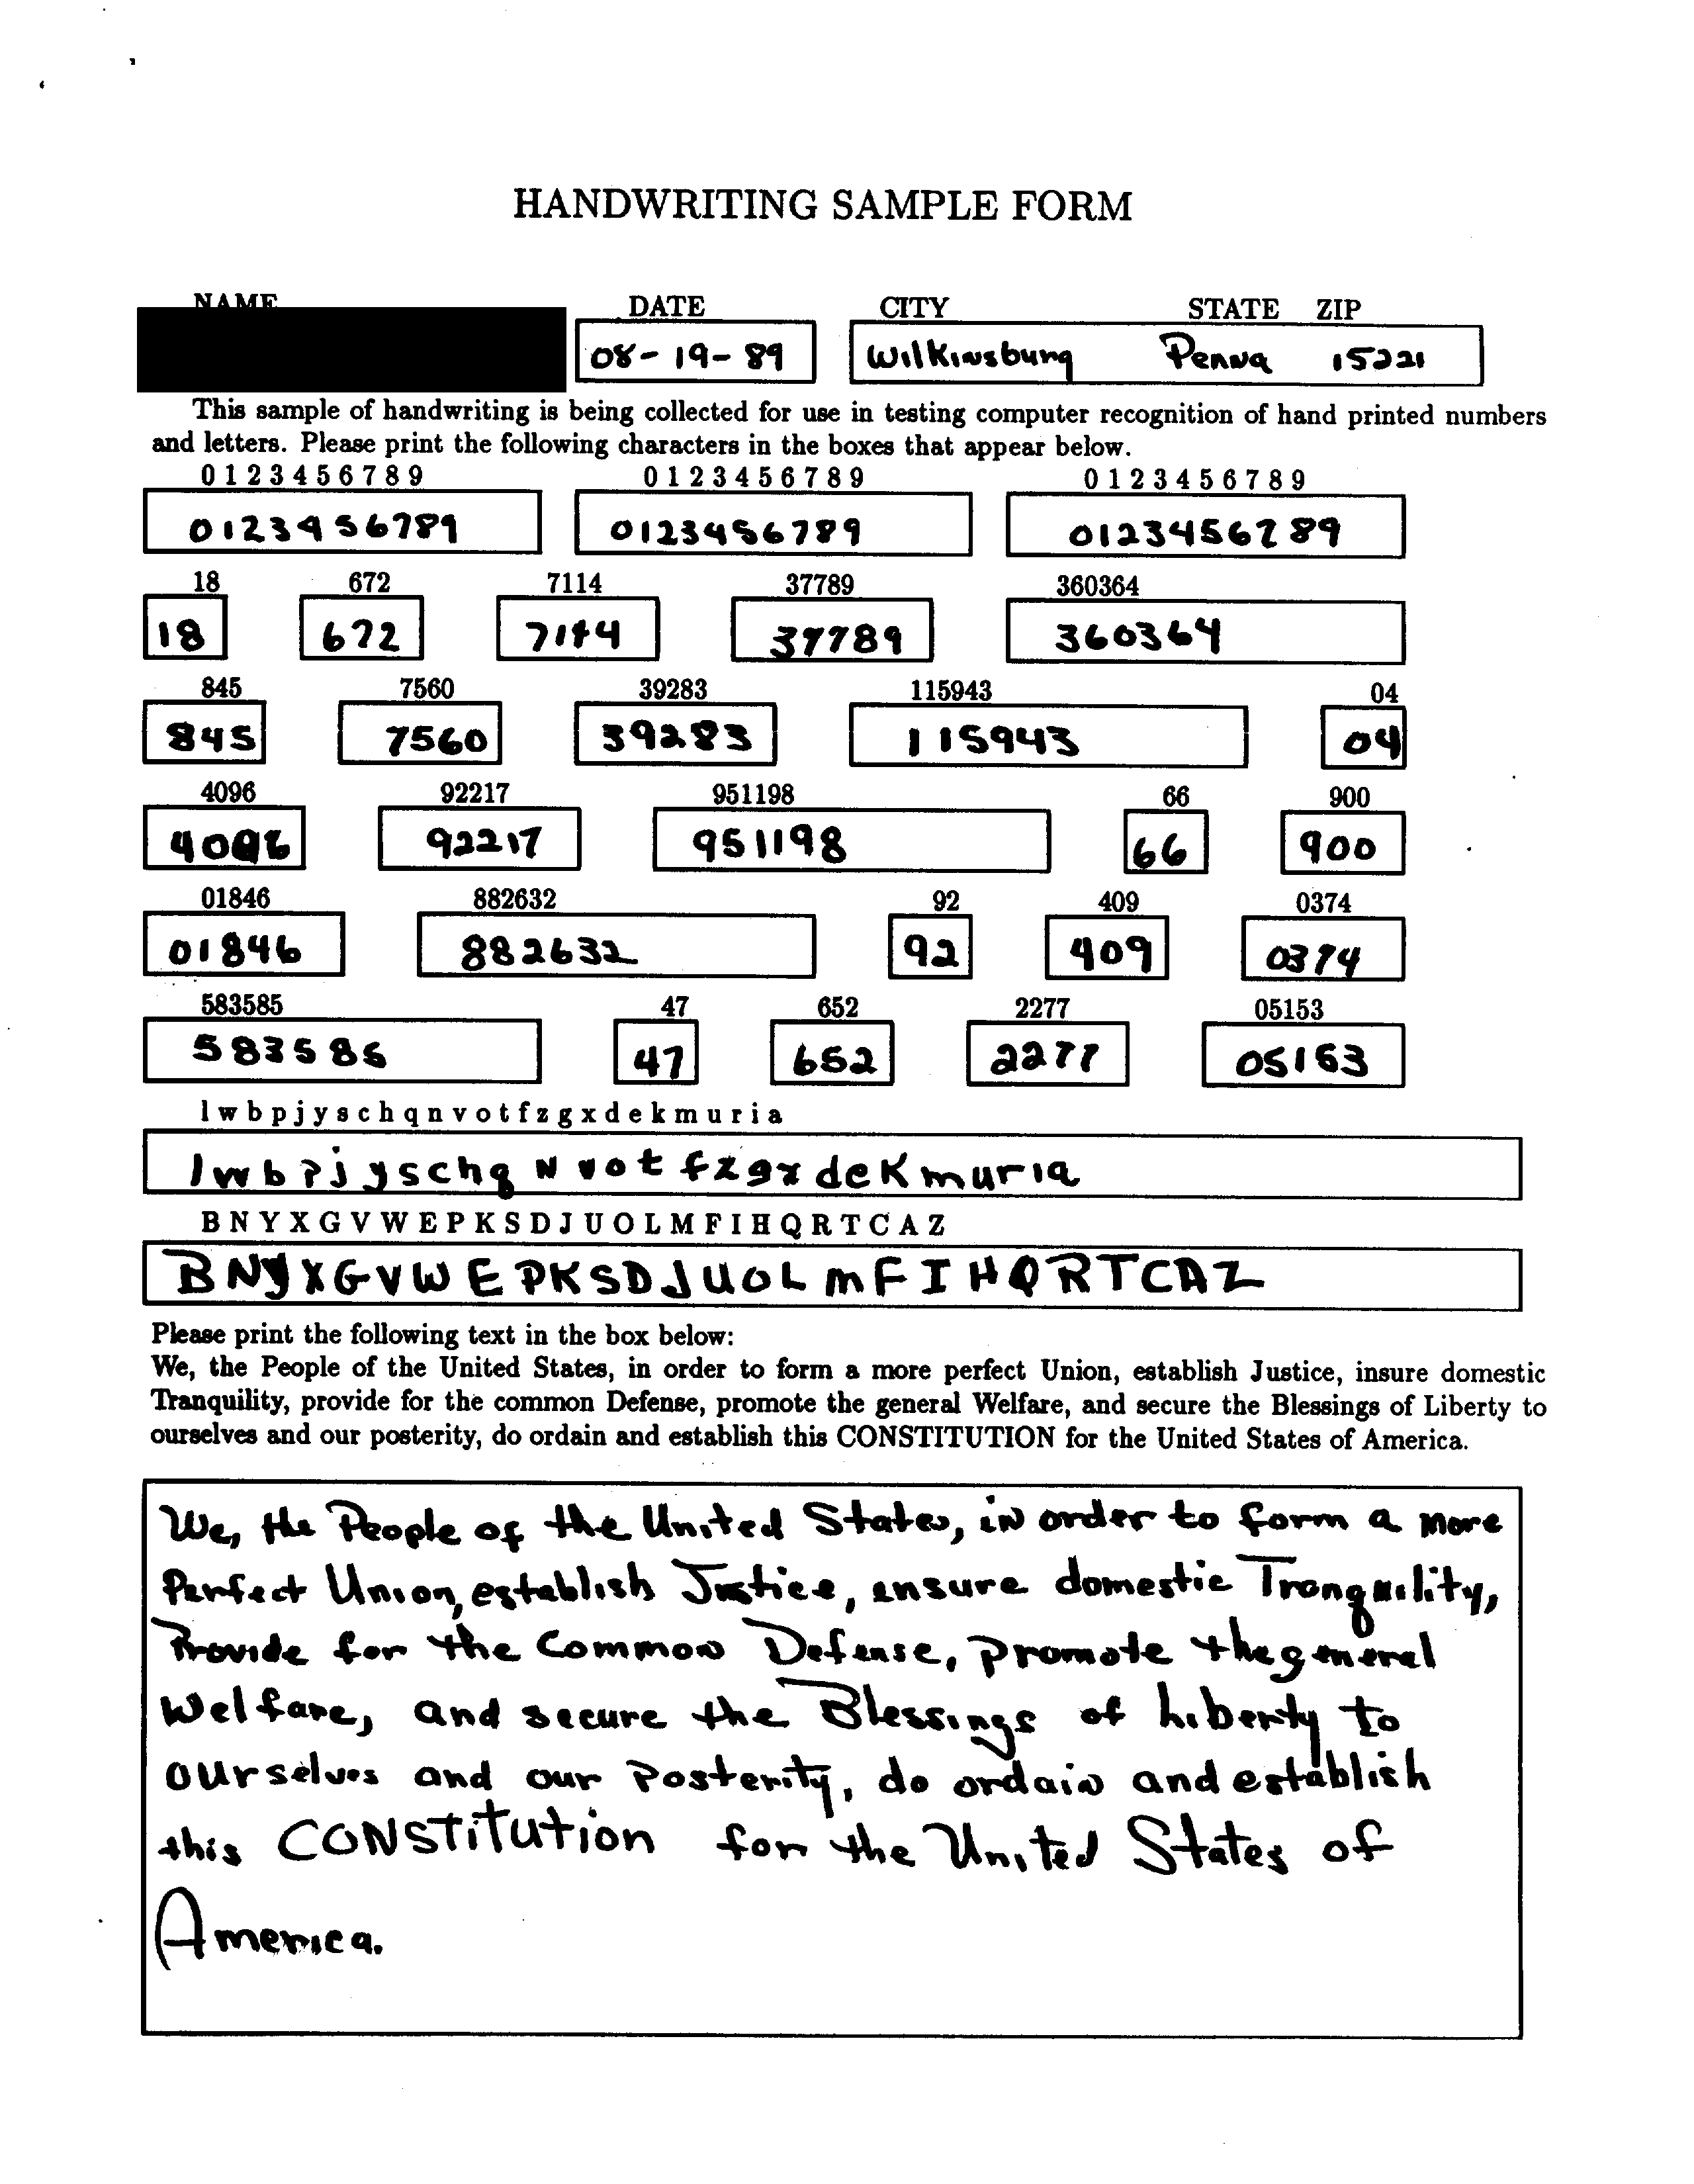 HANDWRITING SAMPLE FORM
NAME DATE CITY STATE ZIP
08-19-89 Wilkinsburg Penna 15221
This sample of handwriting is being collected for use in testing computer recognition of hand printed numbers
and letters. Please print the following characters in the boxes that appear below.
0 1 2 3 4 5 6 7 8 9 0 1 2 3 4 5 6 7 8 9 0 1 2 3 4 5 6 7 8 9
0123456789 0123456789 0123456789
18 672 7114 37789 360364
18 672 7114 37789 360364
845 7560 39283 115943 04
845 7560 39283 115943 04
4096 92217 951198 66 900
4096 92217 951198 66 900
01846 882632 92 409 0374
01846 882632 92 409 0374
583585 47 652 2277 05153
583585 47 652 2277 05153
l w b p j y s c h q n v o t f z g x d e k m u r i a
l w b p j y s c h q N v o t f z g x d e K m u r i a
B N Y X G V W E P K S D J U O L M F I H Q R T C A Z
B N Y X G V W E P K S D J U O L M F I H Q R T C A Z
Please print the following text in the box below:
We, the People of the United States, in order to form a more perfect Union, establish Justice, insure domestic
Tranquility, provide for the common Defense, promote the general Welfare, and secure the Blessings of Liberty to
ourselves and our posterity, do ordain and establish this CONSTITUTION for the United States of America.
We, the People of the United States, in order to form a more
Perfect Union, establish Justice, ensure domestic Tronquility,
Provide for the Common Defense, promote the general
Welfare, and secure the Blessings of Liberty to
ourselves and our Posterity, do ordain and establish
this CONStitution for the United States of
America.